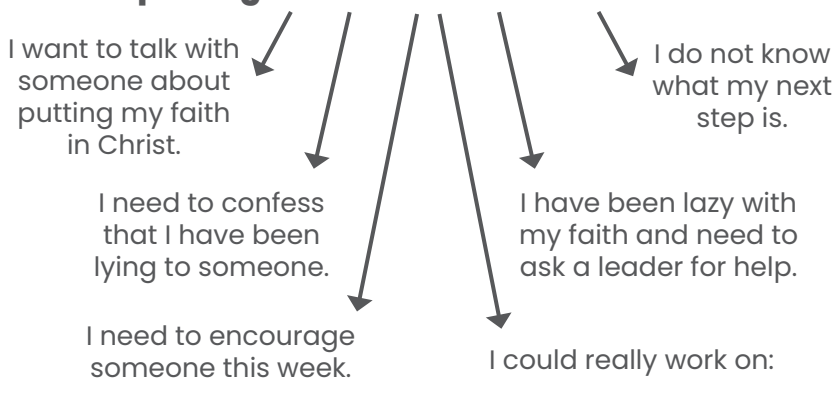 I want to talk with
someone about
putting my faith
in Christ.
I do not know
what my next
step is.
I need to confess
that I have been
lying to someone.
I have been lazy with
my faith and need to
ask a leader for help.
I need to encourage
someone this week.
I could really work on: